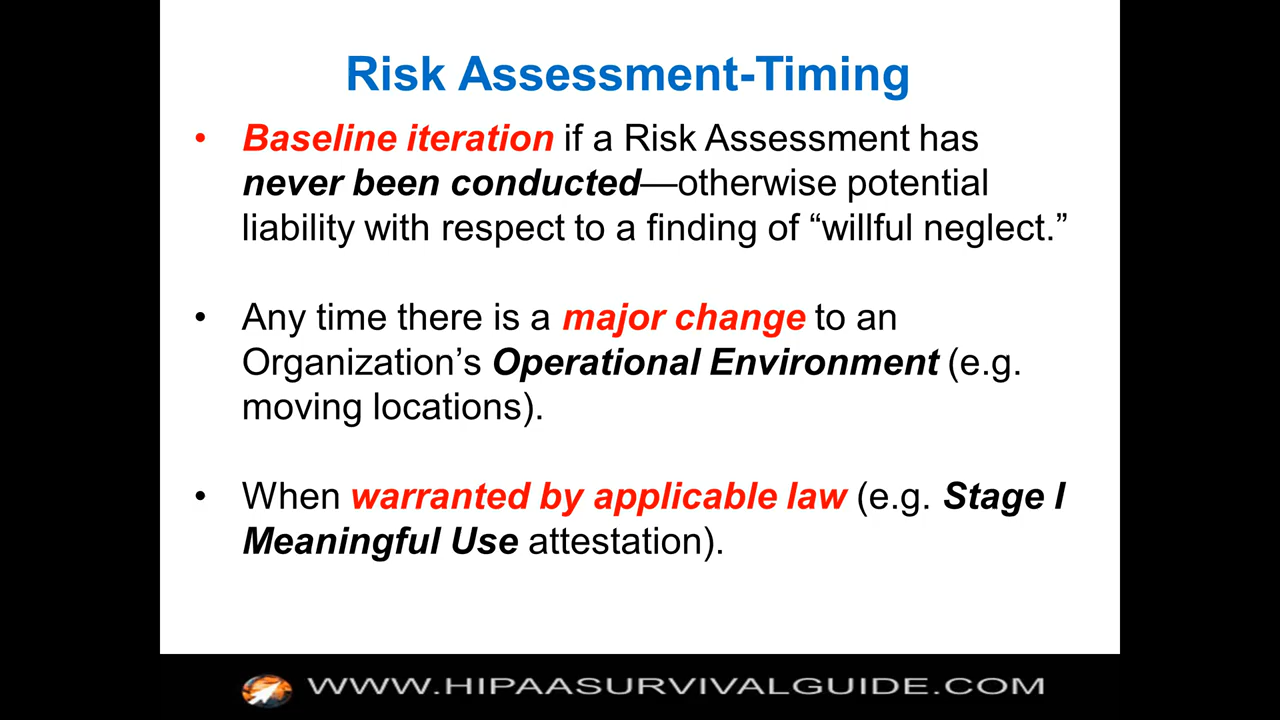 Risk Assessment-Timing
• Baseline iteration if a Risk Assessment has
never been conducted—otherwise potential
liability with respect to a finding of “willful neglect.”
• Any time there is a major change to an
Organization’s Operational Environment (e.g.
moving locations).
• When warranted by applicable law (e.g. Stage I
Meaningful Use attestation).
WWW.HIPAASURVIVALGUIDE.COM